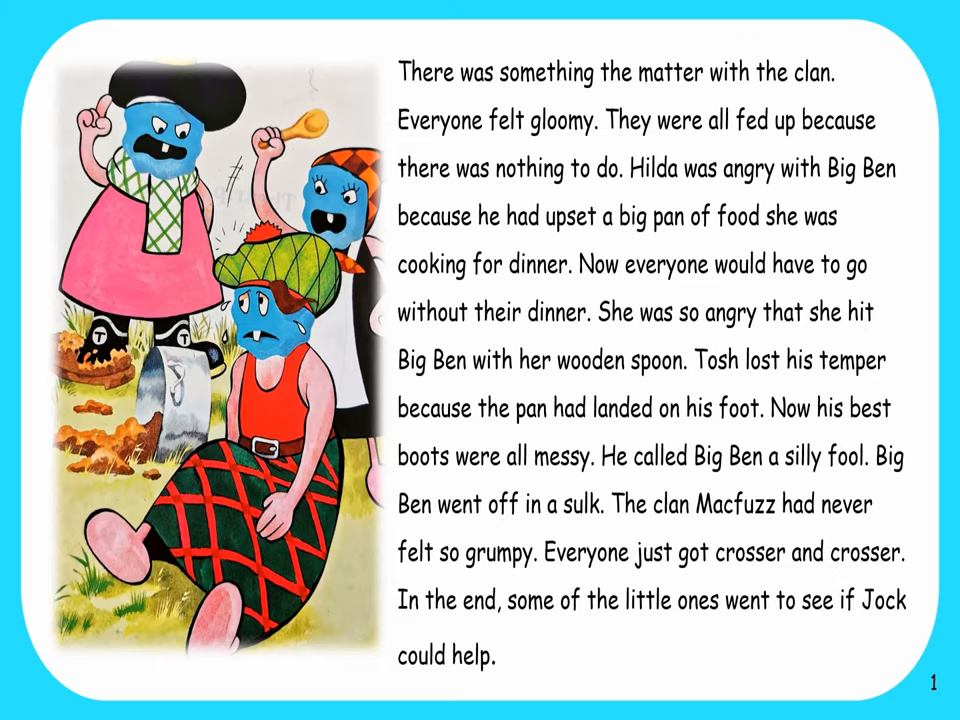 There was something the matter with the clan.
Everyone felt gloomy. They were all fed up because
there was nothing to do. Hilda was angry with Big Ben
because he had upset a big pan of food she was
cooking for dinner. Now everyone would have to go
without their dinner. She was so angry that she hit
Big Ben with her wooden spoon. Tosh lost his temper
because the pan had landed on his foot. Now his best
boots were all messy. He called Big Ben a silly fool. Big
Ben went off in a sulk. The clan Macfuzz had never
felt so grumpy. Everyone just got crosser and crosser.
In the end, some of the little ones went to see if Jock
could help.
T T
1